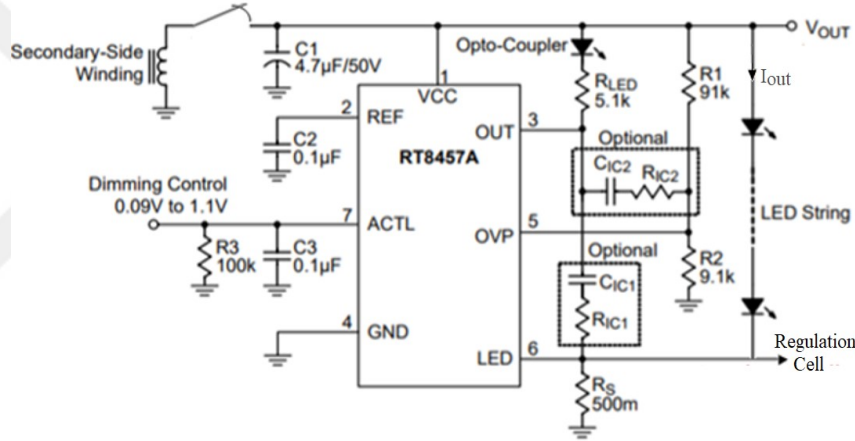 Secondary-Side
Winding
C1
4.7µF/50V
Opto-Coupler
VOUT
RLED
5.1k
R1
91k
Iout
1
VCC
2
REF
OUT
3
C2
0.1µF
RT8457A
Optional
CIC2
RIC2
Dimming Control
0.09V to 1.1V
7
ACTL
LED String
OVP
5
R3
100k
C3
0.1µF
Optional
R2
9.1k
CIC1
RIC1
4
GND
Regulation
Cell
LED
6
RS
500m